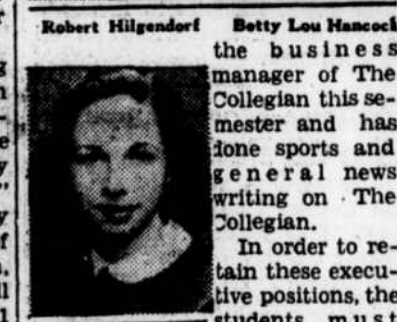 Robert Hilgendorf
Betty Lou Hancock
the business
manager of The
Collegian this se-
mester and has
done sports and
general news
writing on The
Collegian.
In order to re-
tain these execu-
tive positions, the
students must